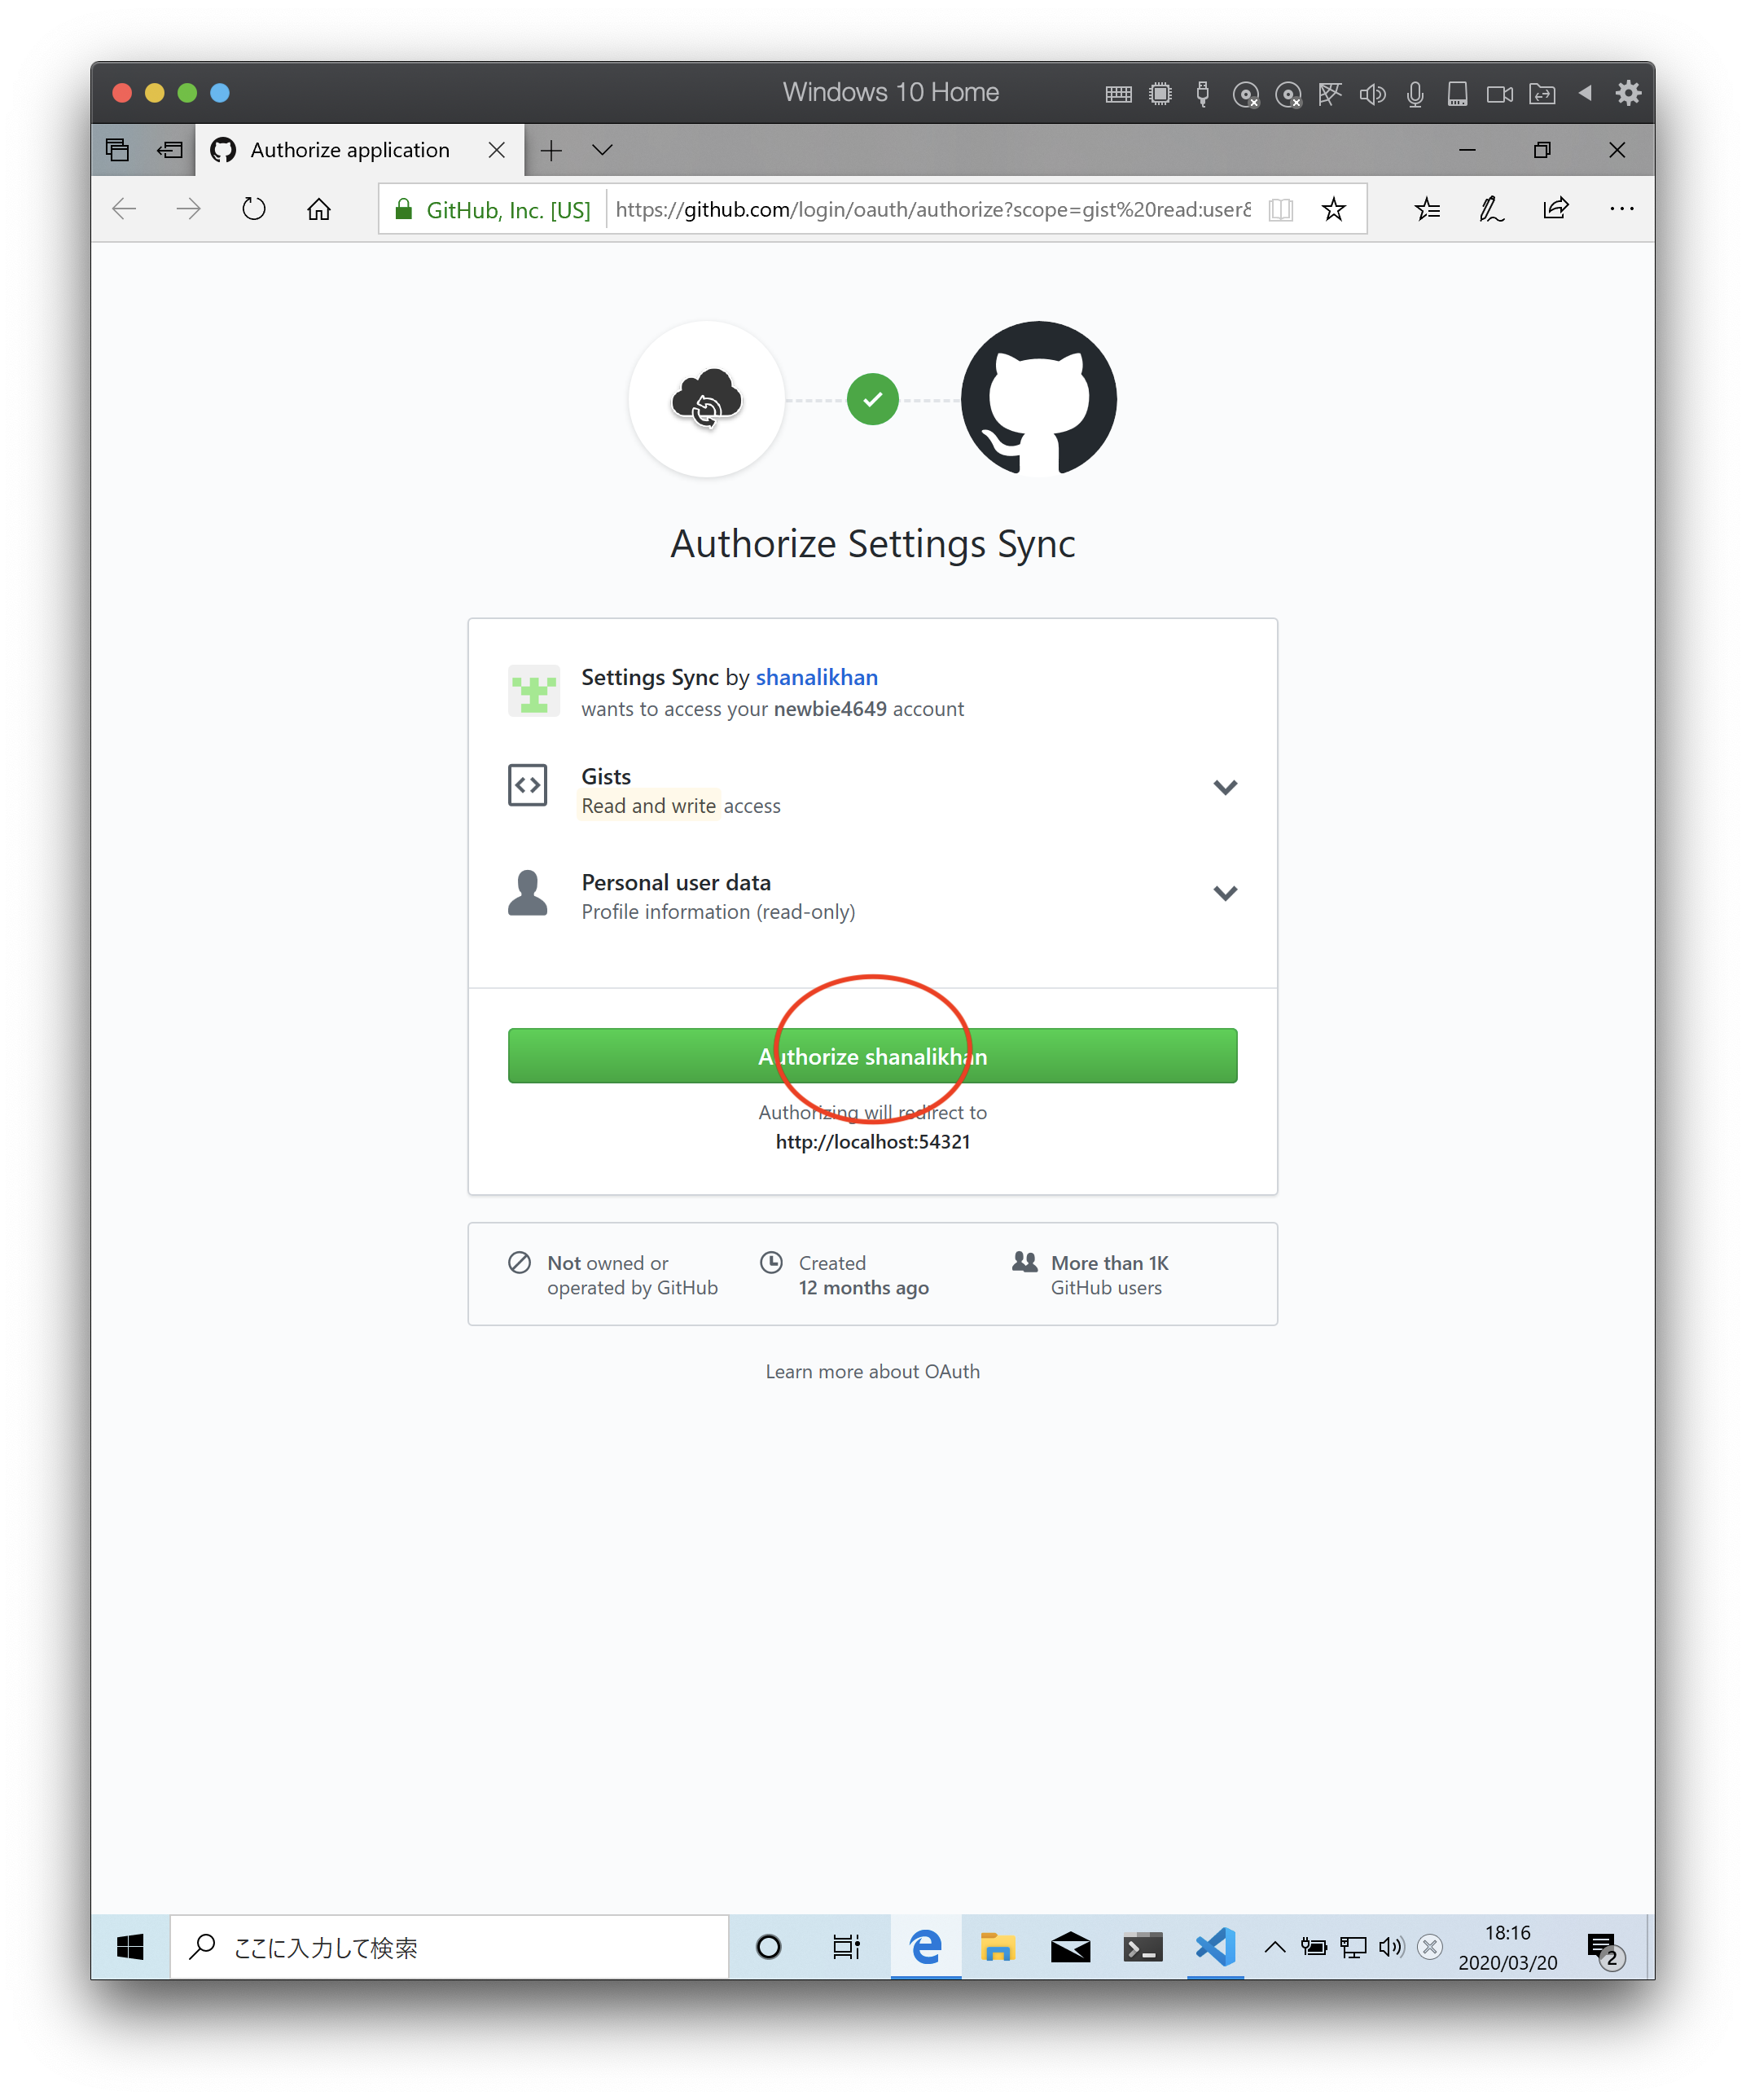 Windows 10 Home
Authorize application
GitHub, Inc. [US]
https://github.com/login/oauth/authorize?scope=gist%20read:user&
Authorize Settings Sync
Settings Sync by shanalikhan
wants to access your newbie4649 account
Gists
Read and write access
Personal user data
Profile information (read-only)
Authorize shanalikhan
Authorizing will redirect to
http://localhost:54321
Not owned or
operated by GitHub
Created
12 months ago
More than 1K
GitHub users
Learn more about OAuth
ここに入力して検索
18:16
2020/03/20
2